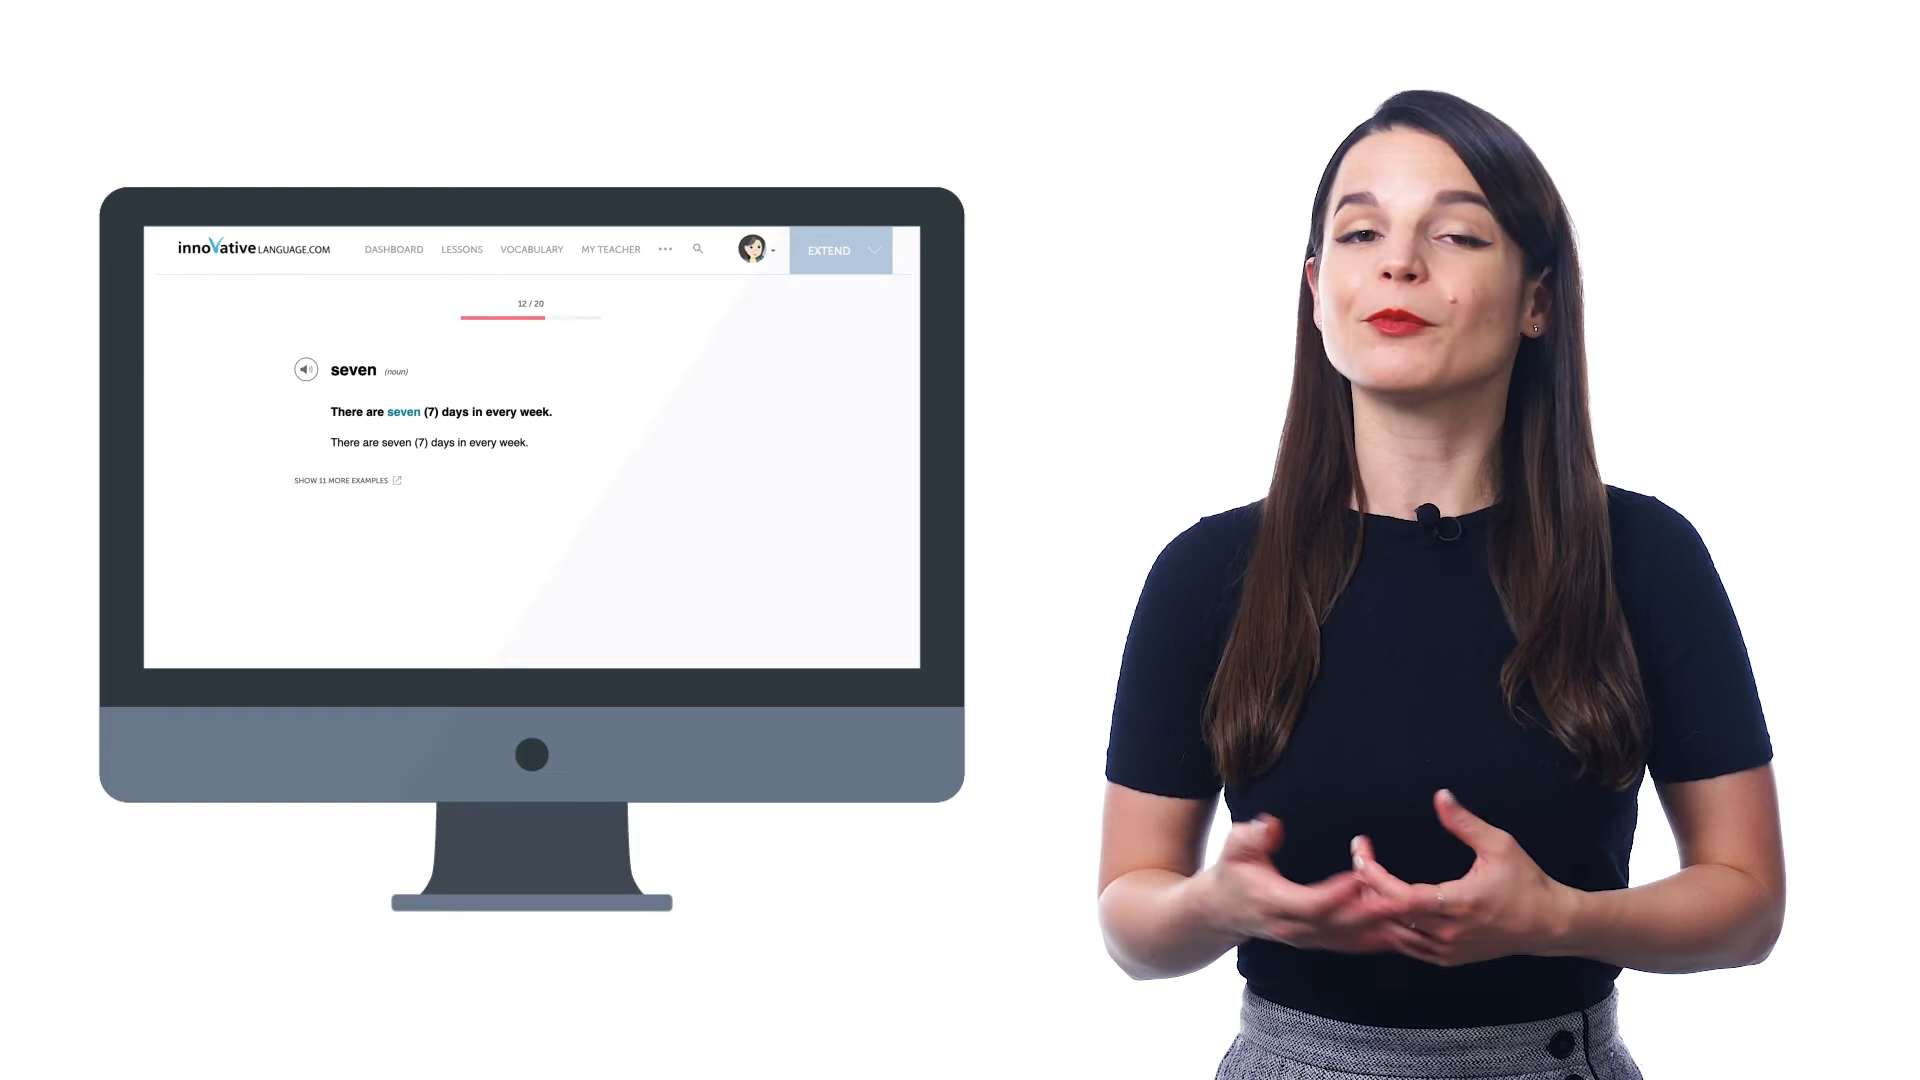 innoVative LANGUAGE.COM DASHBOARD LESSONS VOCABULARY MY TEACHER ••• EXTEND
12 / 20
seven (noun)
There are seven (7) days in every week.
There are seven (7) days in every week.
SHOW 11 MORE EXAMPLES